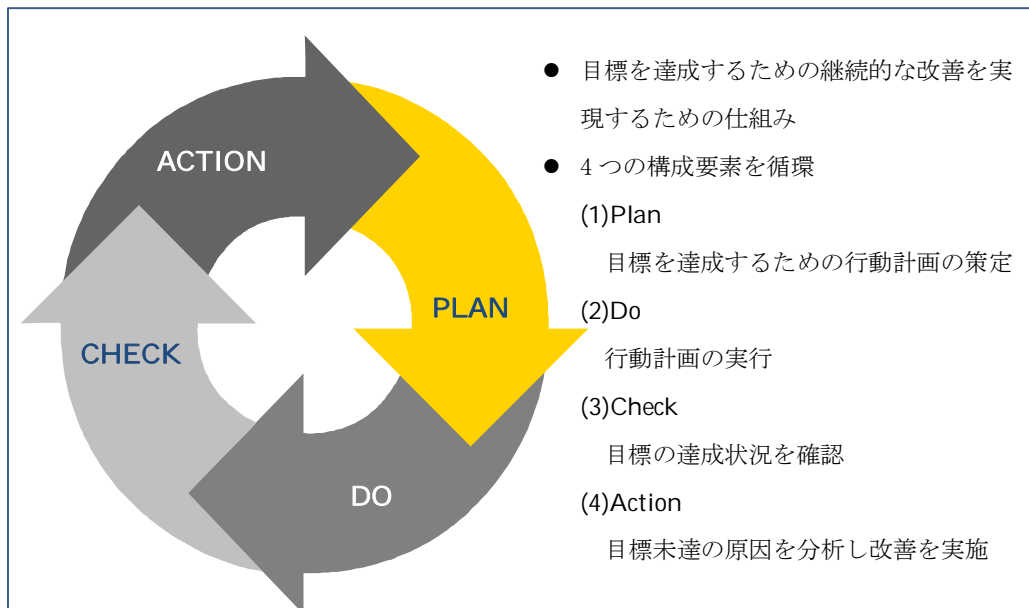 ACTION
PLAN
CHECK
DO
● 目標を達成するための継続的な改善を実
現するための仕組み
● 4 つの構成要素を循環
(1)Plan
目標を達成するための行動計画の策定
(2)Do
行動計画の実行
(3)Check
目標の達成状況を確認
(4)Action
目標未達の原因を分析し改善を実施